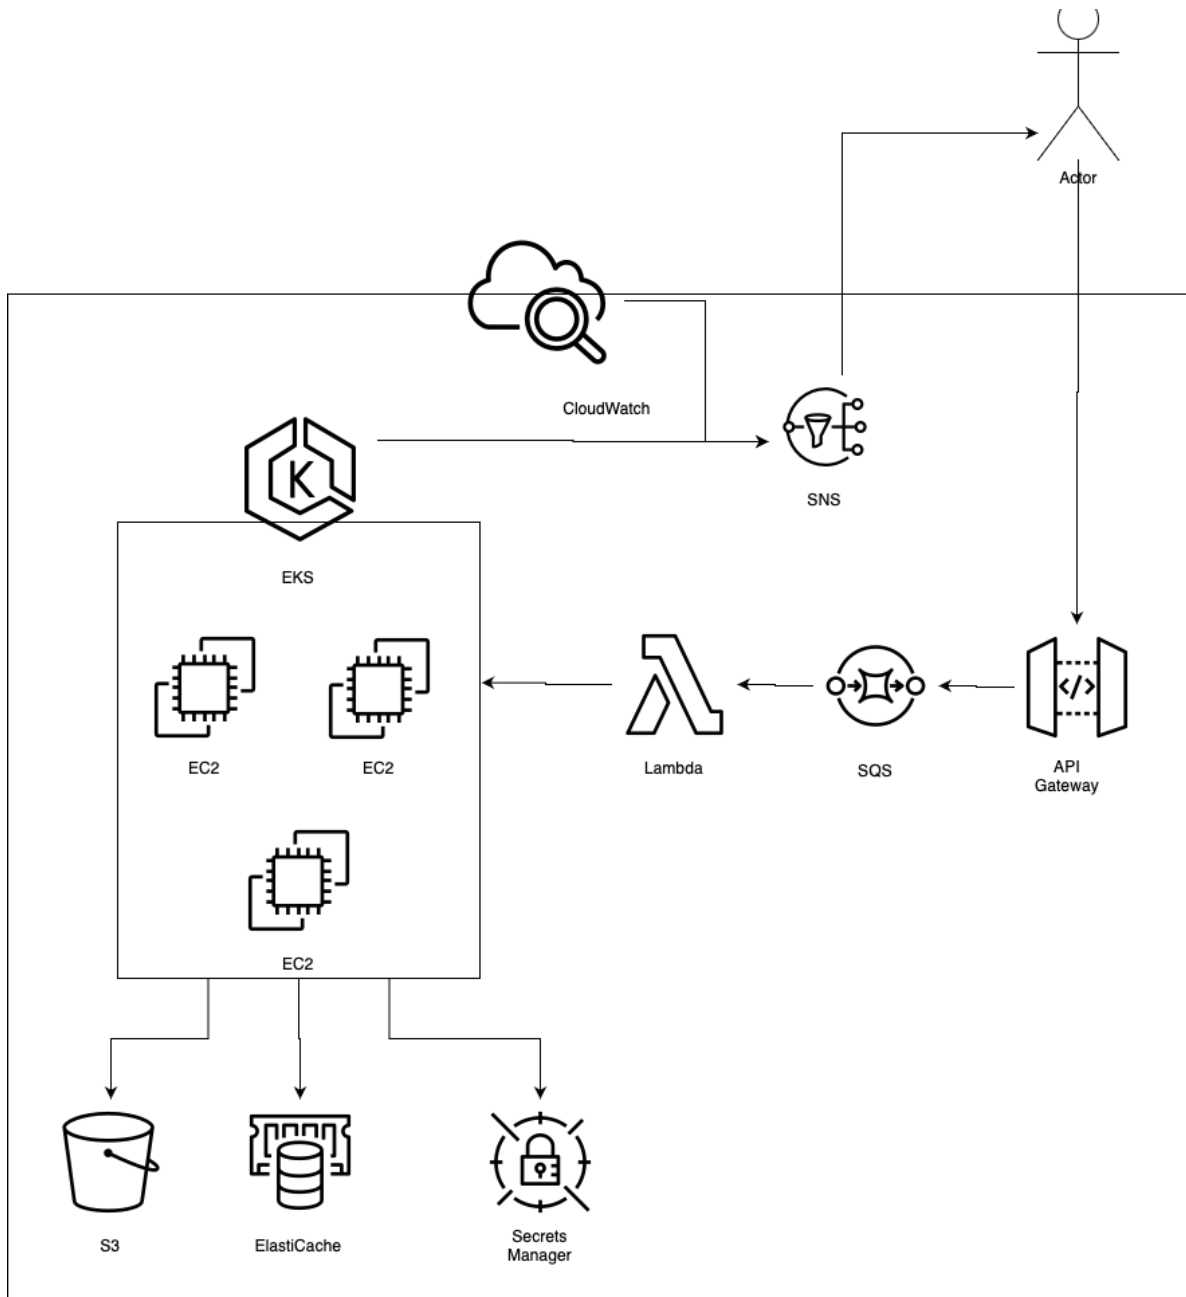 Actor
CloudWatch
SNS
K
EKS
EC2
EC2
Lambda
SQS
API
Gateway
</>
EC2
S3
ElastiCache
Secrets
Manager